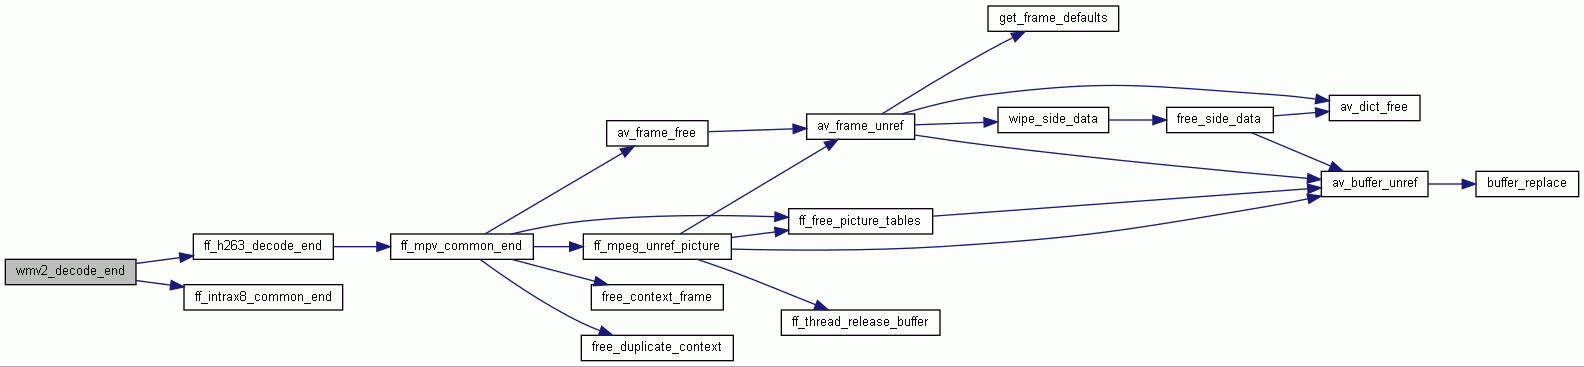 get_frame_defaults
av_dict_free
wipe_side_data
free_side_data
av_frame_unref
av_frame_free
av_buffer_unref
buffer_replace
ff_free_picture_tables
ff_h263_decode_end
ff_mpv_common_end
ff_mpeg_unref_picture
wmv2_decode_end
ff_intrax8_common_end
free_context_frame
ff_thread_release_buffer
free_duplicate_context